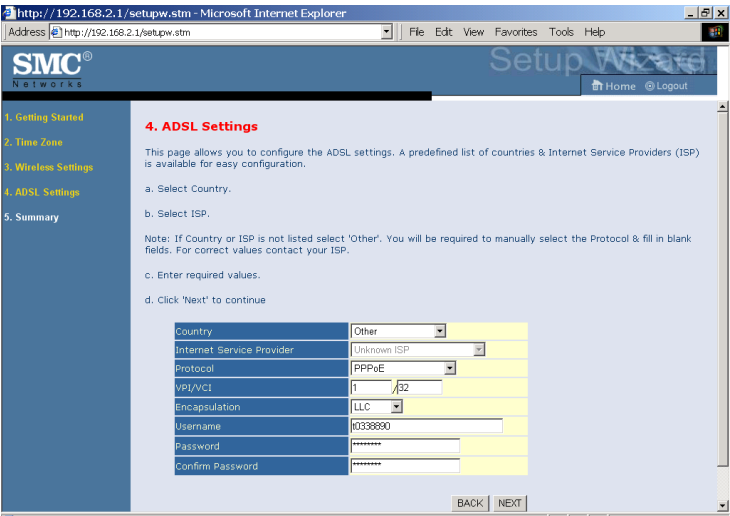 http://192.168.2.1/setupw.stm - Microsoft Internet Explorer
Address http://192.168.2.1/setupw.stm File Edit View Favorites Tools Help
SMC®
Networks
Setup Wizard
Home Logout
1. Getting Started
2. Time Zone
3. Wireless Settings
4. ADSL Settings
5. Summary
4. ADSL Settings
This page allows you to configure the ADSL settings. A predefined list of countries & Internet Service Providers (ISP)
is available for easy configuration.
a. Select Country.
b. Select ISP.
Note: If Country or ISP is not listed select 'Other'. You will be required to manually select the Protocol & fill in blank
fields. For correct values contact your ISP.
c. Enter required values.
d. Click 'Next' to continue
Country Other
Internet Service Provider Unknown ISP
Protocol PPPoE
VPI/VCI 1 /32
Encapsulation LLC
Username t0338890
Password ********
Confirm Password ********
BACK NEXT